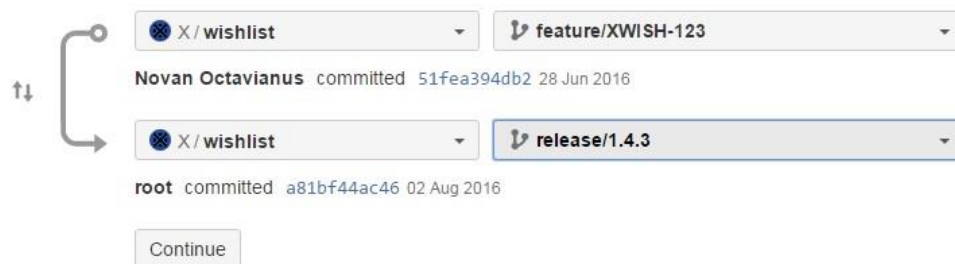 X / wishlist feature/XWISH-123
Novan Octavianus committed 51fea394db2 28 Jun 2016
X / wishlist release/1.4.3
root committed a81bf44ac46 02 Aug 2016
Continue